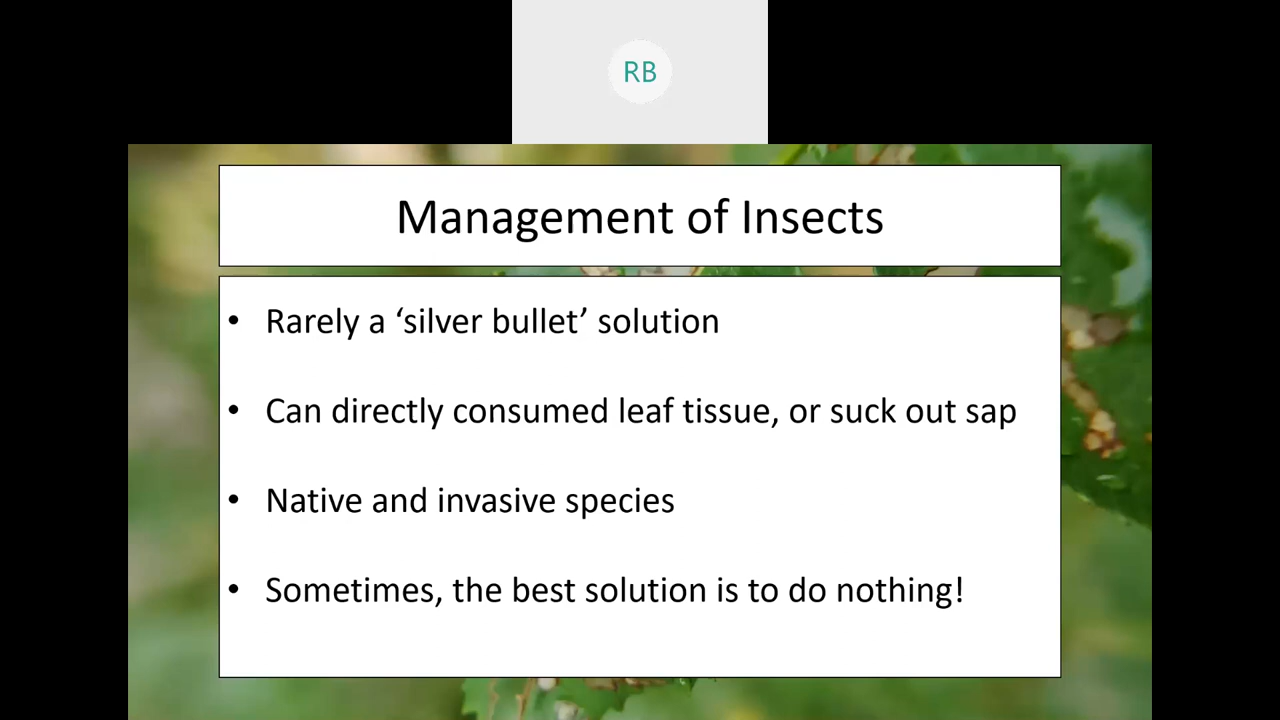 RB
Management of Insects
• Rarely a ‘silver bullet’ solution
• Can directly consumed leaf tissue, or suck out sap
• Native and invasive species
• Sometimes, the best solution is to do nothing!